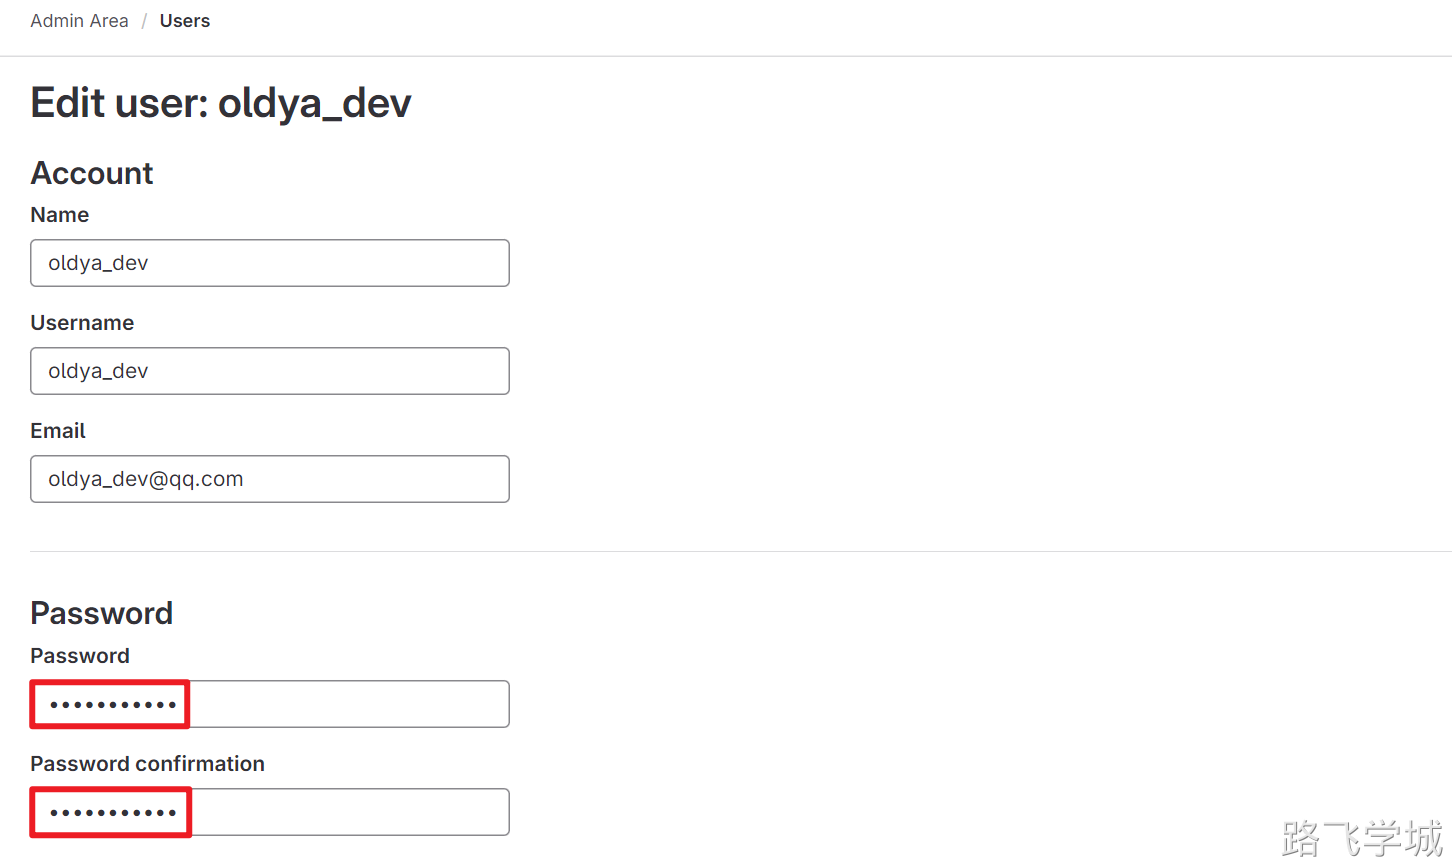 Admin Area / Users
Edit user: oldya_dev
Account
Name
oldya_dev
Username
oldya_dev
Email
oldya_dev@qq.com
Password
Password
•••••••••••
Password confirmation
•••••••••••
路飞学城